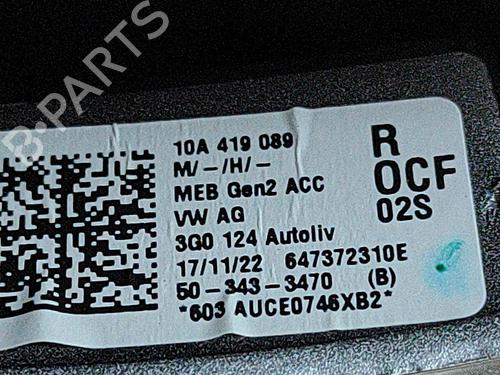 B-PARTS
10A 419 089
R
M/-/H/-
OCF
MEB Gen2 ACC
02S
VW AG
3G0 124 Autoliv
17/11/22 647372310E
50-343-3470 (B)
*603 AUCE0746XB2*